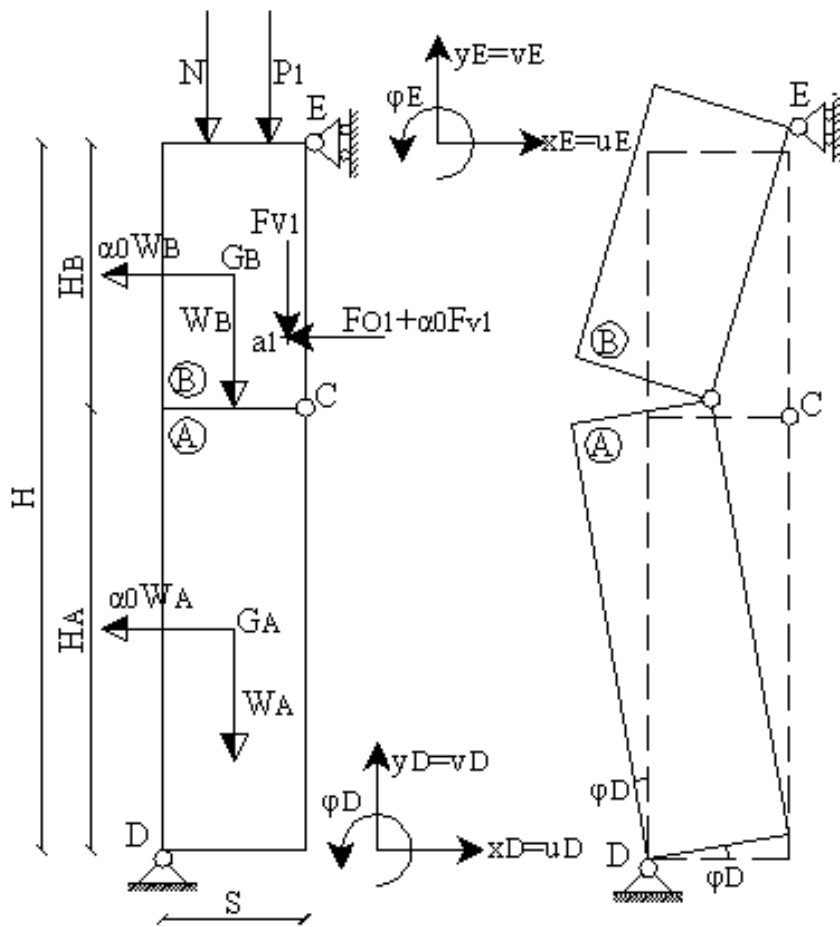 N P1
E
yE=vE
φE
xE=uE
E
Fv1
α0WB
GB
HB
WB
FO1+α0Fv1
a1
B
B
C
C
A
A
H
α0WA
GA
HA
WA
yD=vD
φD
φD
D
xD=uD
D
φD
S